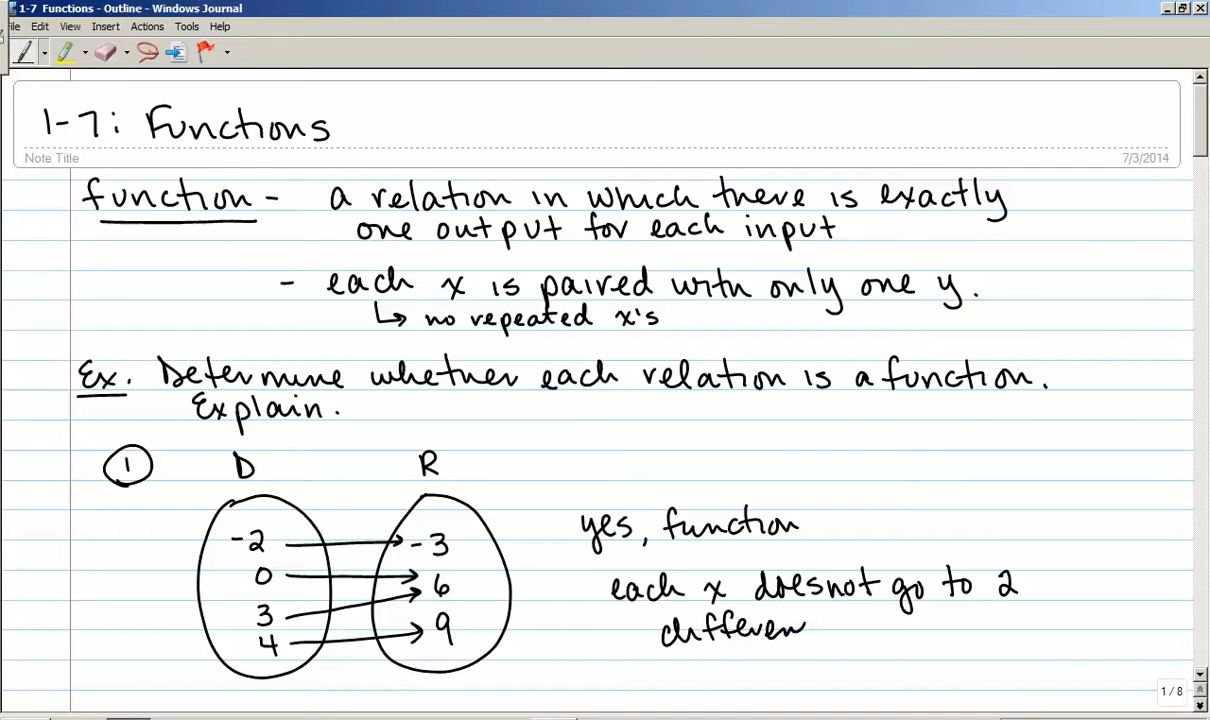 1-7 Functions - Outline - Windows Journal
File Edit View Insert Actions Tools Help
1-7: Functions
Note Title
7/3/2014
function - a relation in which there is exactly
one output for each input
- each x is paired with only one y.
↳ no repeated x's
Ex. Determine whether each relation is a function.
Explain.
1 D R
-2 → -3
0 → 6
3
4 → 9
yes, function
each x does not go to 2
differen
1 / 8